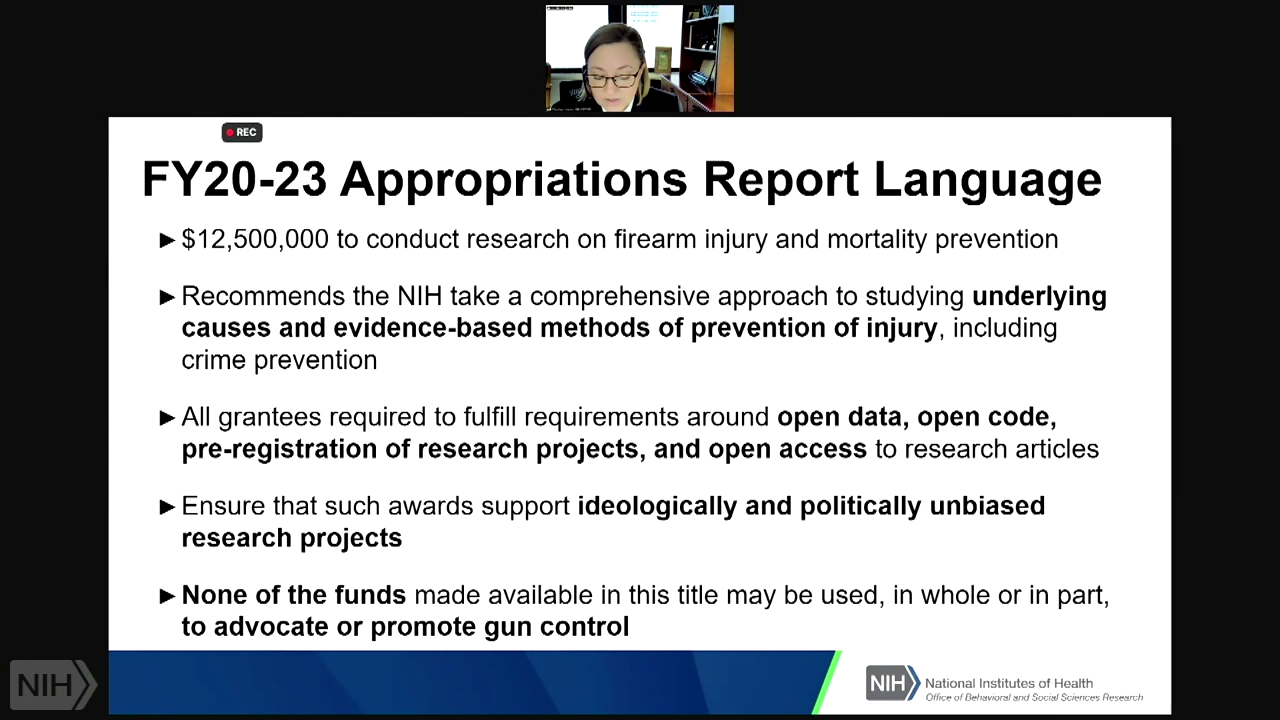 REC
FY20-23 Appropriations Report Language
►$12,500,000 to conduct research on firearm injury and mortality prevention
►Recommends the NIH take a comprehensive approach to studying underlying
causes and evidence-based methods of prevention of injury, including
crime prevention
►All grantees required to fulfill requirements around open data, open code,
pre-registration of research projects, and open access to research articles
►Ensure that such awards support ideologically and politically unbiased
research projects
►None of the funds made available in this title may be used, in whole or in part,
to advocate or promote gun control
NIH
NIH National Institutes of Health
Office of Behavioral and Social Sciences Research